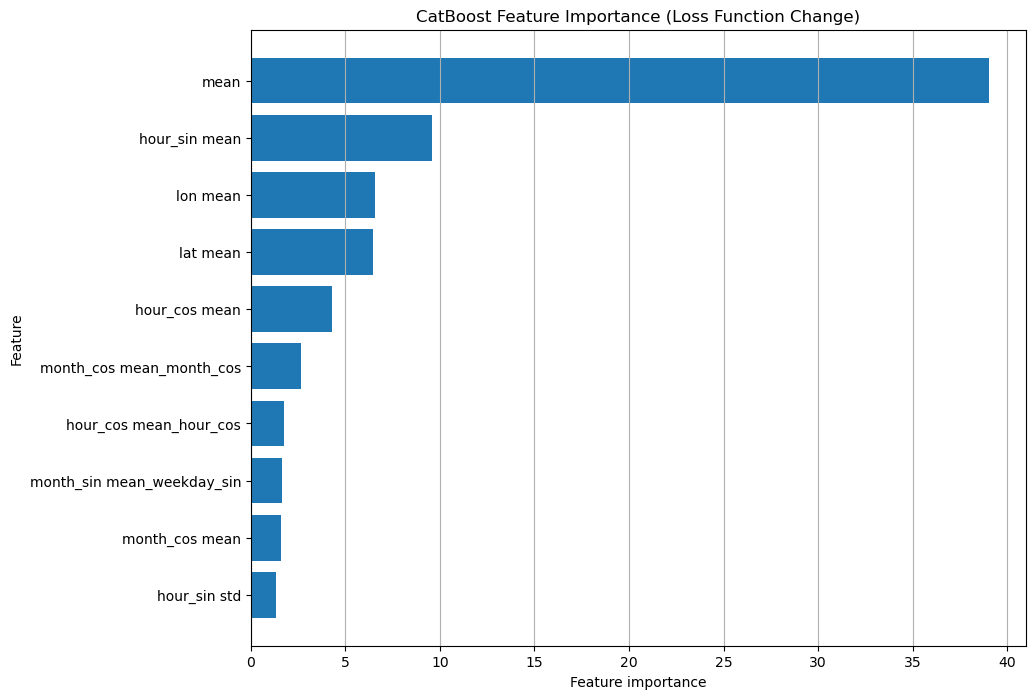 CatBoost Feature Importance (Loss Function Change)
mean
hour_sin mean
lon mean
lat mean
hour_cos mean
month_cos mean_month_cos
hour_cos mean_hour_cos
month_sin mean_weekday_sin
month_cos mean
hour_sin std
Feature
0 5 10 15 20 25 30 35 40
Feature importance